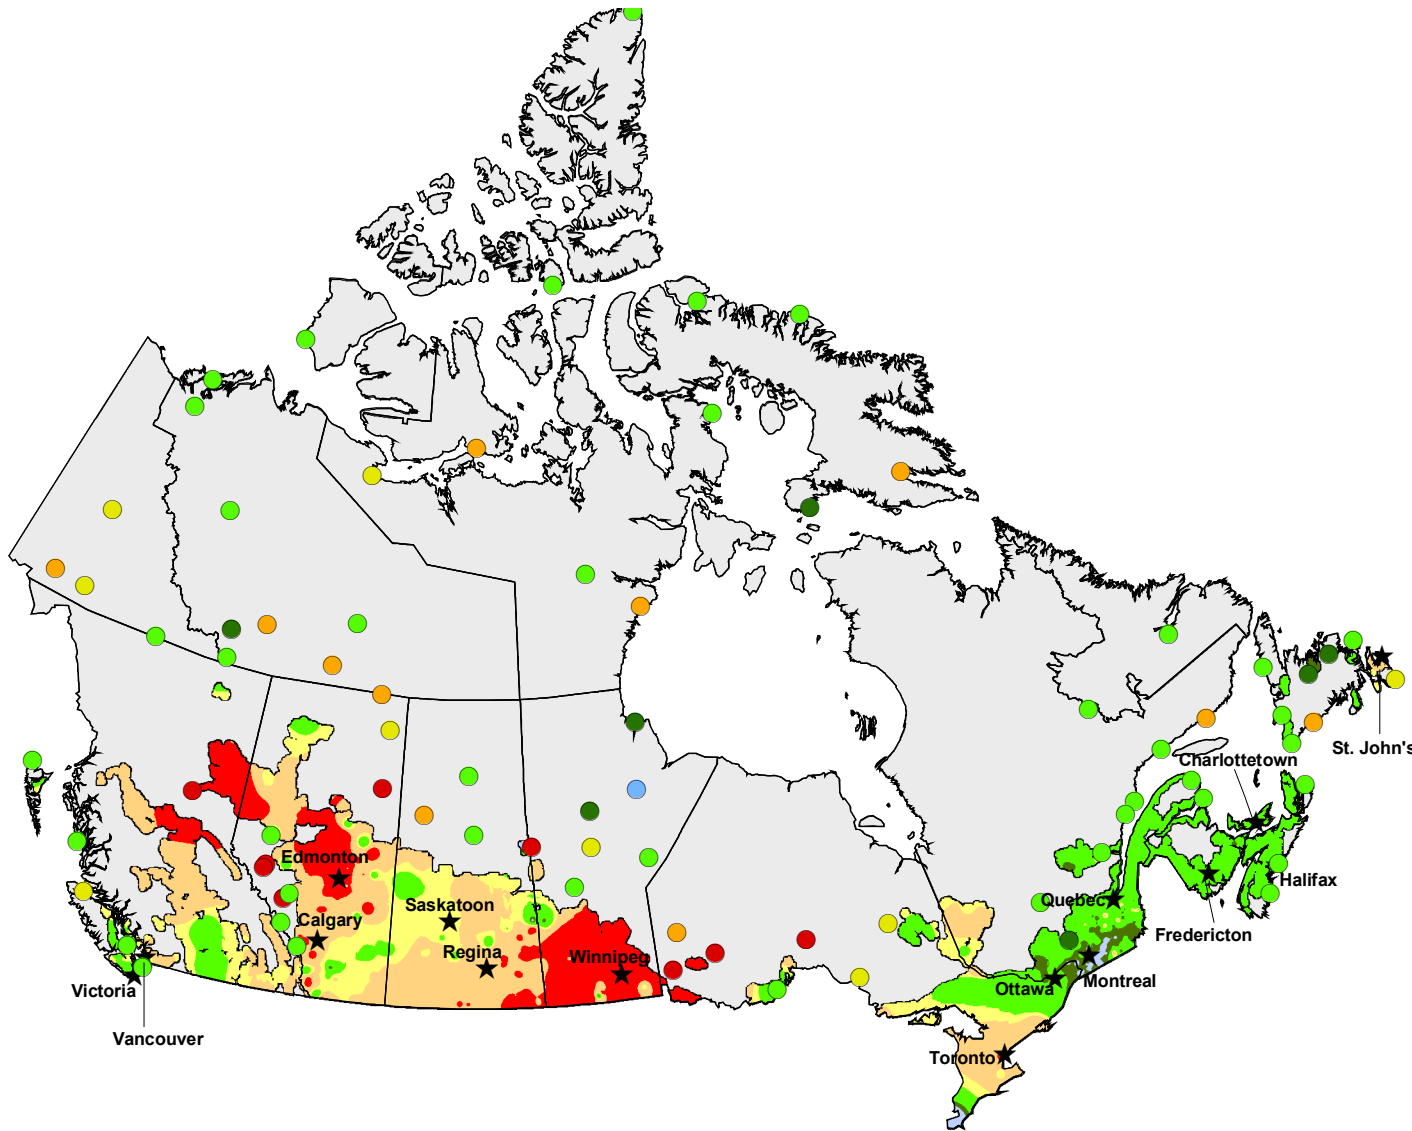 St. John's
Charlottetown
Edmonton
Halifax
Quebec
Saskatoon
Calgary
Fredericton
Regina
Winnipeg
Montreal
Ottawa
Victoria
Vancouver
Toronto